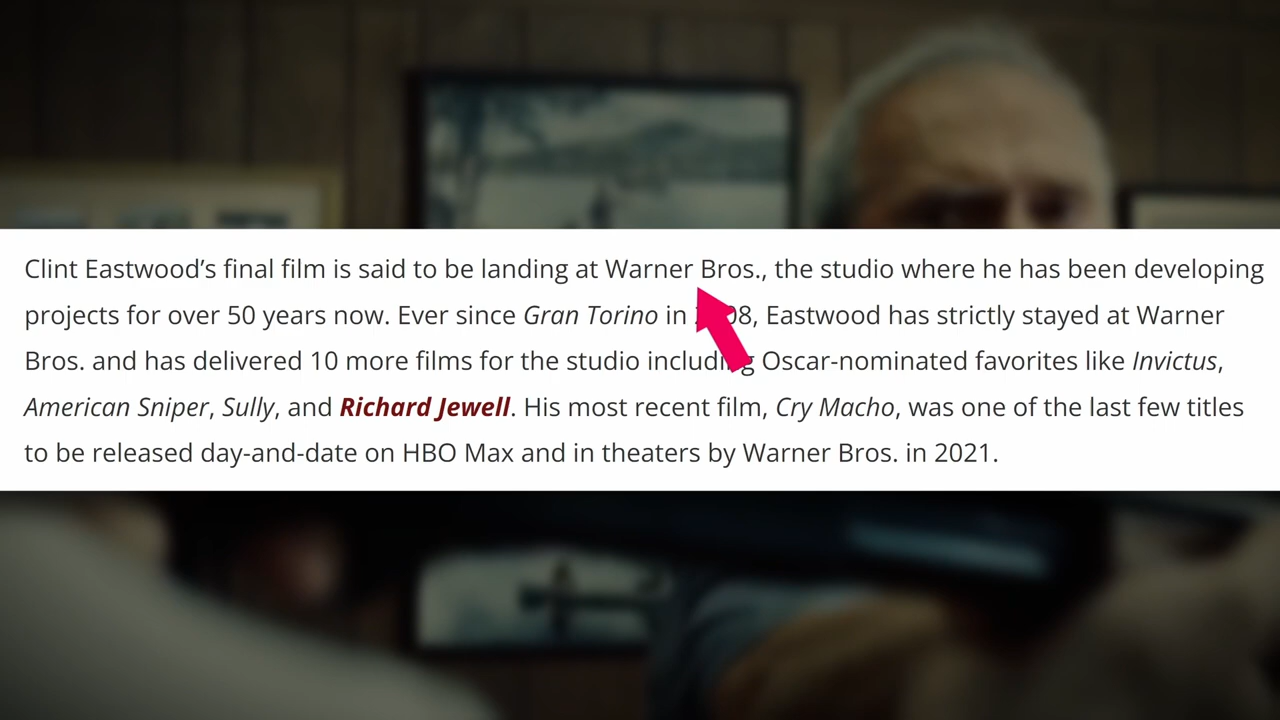 Clint Eastwood’s final film is said to be landing at Warner Bros., the studio where he has been developing
projects for over 50 years now. Ever since Gran Torino in 8, Eastwood has strictly stayed at Warner
Bros. and has delivered 10 more films for the studio including Oscar-nominated favorites like Invictus,
American Sniper, Sully, and Richard Jewell. His most recent film, Cry Macho, was one of the last few titles
to be released day-and-date on HBO Max and in theaters by Warner Bros. in 2021.